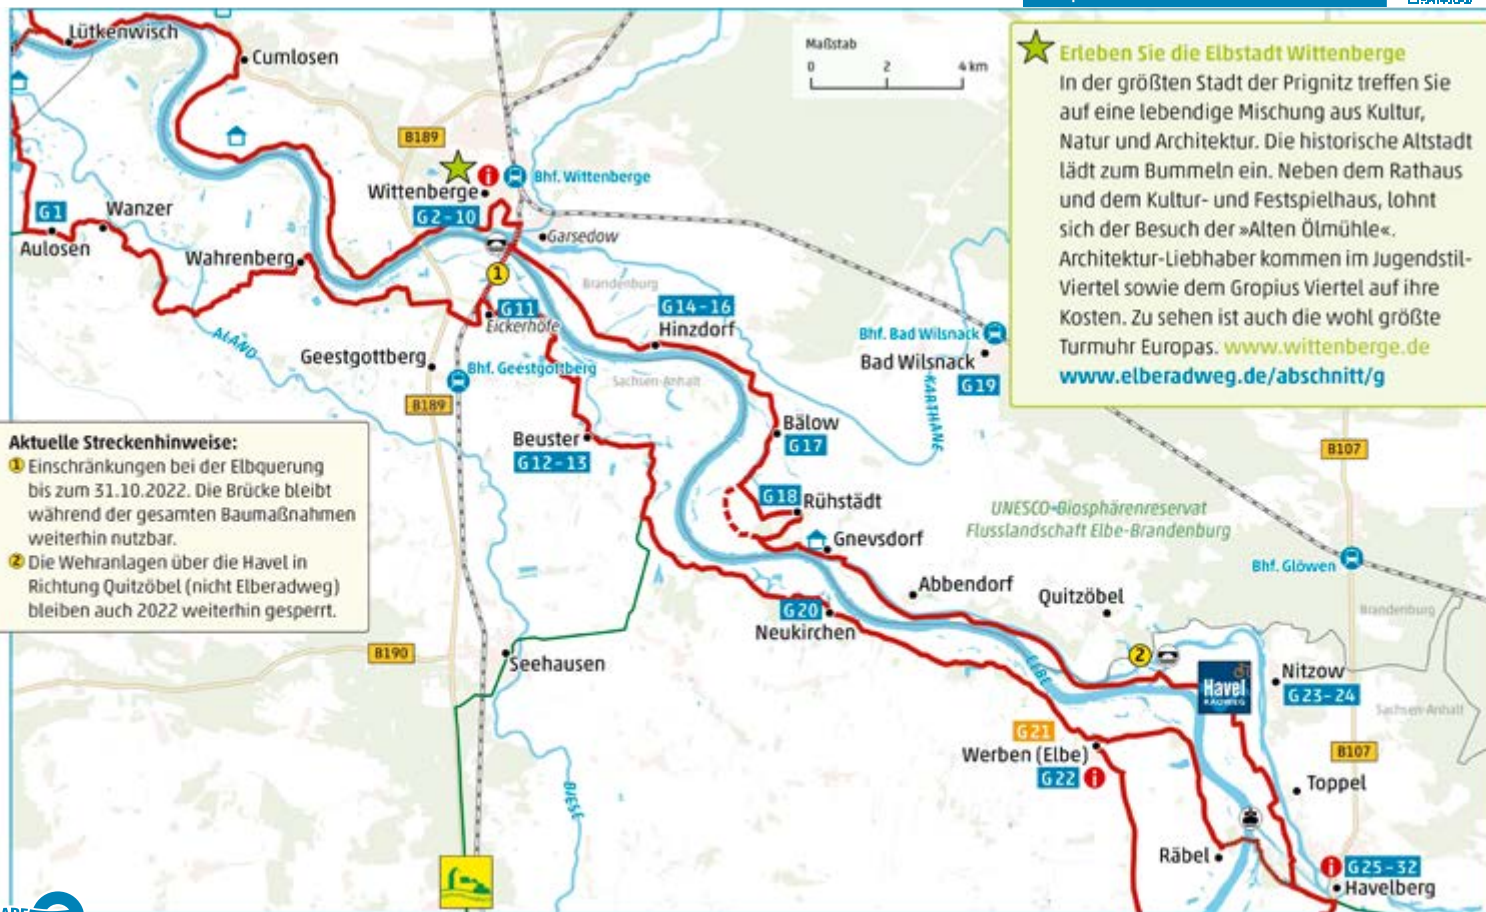 Lütkenwisch
Cumlosen
Maßstab
0 2 4 km
Erleben Sie die Elbstadt Wittenberge
In der größten Stadt der Prignitz treffen Sie
auf eine lebendige Mischung aus Kultur,
Natur und Architektur. Die historische Altstadt
lädt zum Bummeln ein. Neben dem Rathaus
und dem Kultur- und Festspielhaus, lohnt
sich der Besuch der »Alten Ölmühle«.
Architektur-Liebhaber kommen im Jugendstil-
Viertel sowie dem Gropius Viertel auf ihre
Kosten. Zu sehen ist auch die wohl größte
Turmuhr Europas. www.wittenberge.de
www.elberadweg.de/abschnitt/g
B189
Wittenberge
Bhf. Wittenberge
G2-10
G1
Wanzer
Aulosen
Wahrenberg
Garsedow
1
Brandenburg
G11
Eickerhöfe
G14-16
Hinzdorf
ALAND
Geestgottberg
Bhf. Geestgottberg
Sachsen-Anhalt
Bhf. Bad Wilsnack
Bad Wilsnack
G19
KARTHANE
B189
Aktuelle Streckenhinweise:
1 Einschränkungen bei der Elbquerung
bis zum 31.10.2022. Die Brücke bleibt
während der gesamten Baumaßnahmen
weiterhin nutzbar.
2 Die Wehranlagen über die Havel in
Richtung Quitzöbel (nicht Elberadweg)
bleiben auch 2022 weiterhin gesperrt.
Beuster
G12-13
Bälow
G17
B107
G18
Rühstädt
UNESCO-Biosphärenreservat
Flusslandschaft Elbe-Brandenburg
Gnevsdorf
Bhf. Glöwen
Abbendorf
Quitzöbel
Brandenburg
G20
Neukirchen
B190
Seehausen
2
ELBE
Havel
RADWEG
Nitzow
G23-24
Sachsen-Anhalt
G21
Werben (Elbe)
G22
B107
Toppel
BIESE
Räbel
G25-32
Havelberg